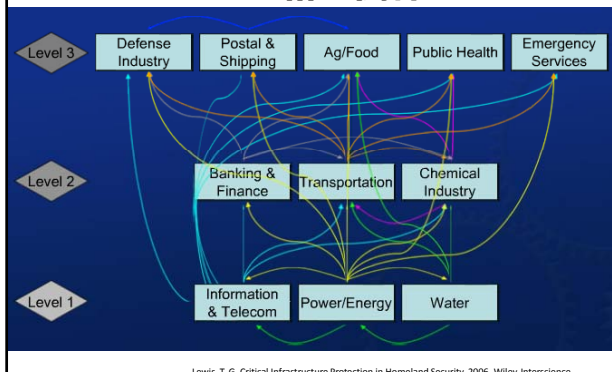 Level 3
Defense
Industry
Postal &
Shipping
Ag/Food
Public Health
Emergency
Services
Level 2
Banking &
Finance
Transportation
Chemical
Industry
Level 1
Information
& Telecom
Power/Energy
Water
Lewis, T. G. Critical Infrastructure Protection in Homeland Security, 2006, Wiley-Interscience